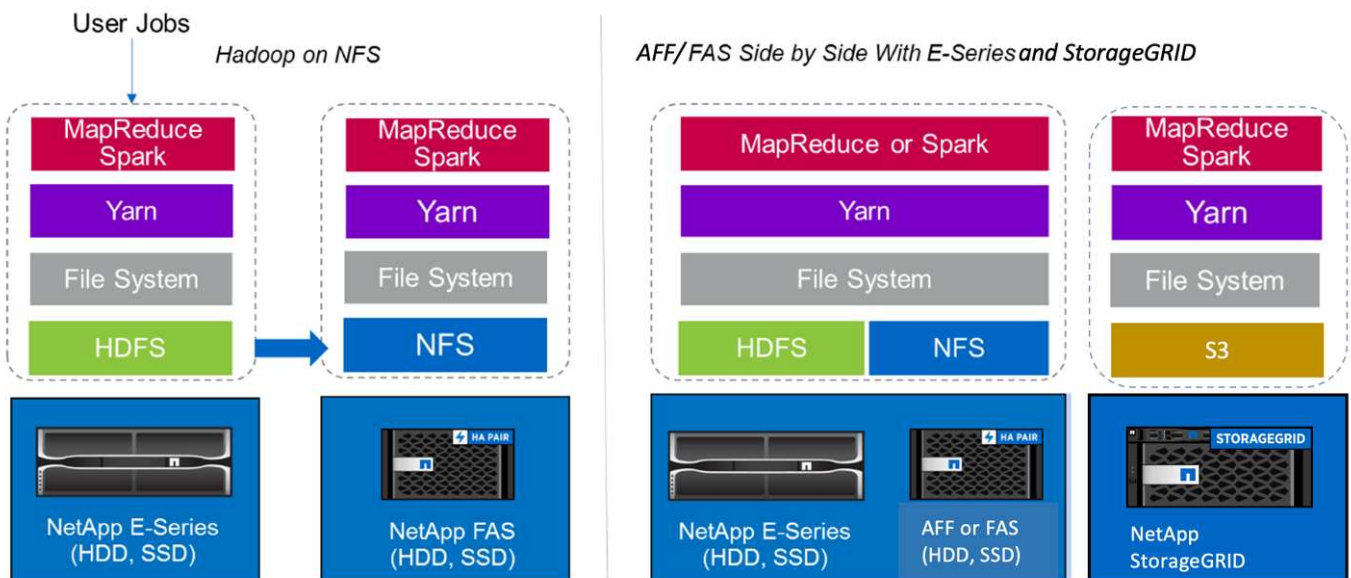 User Jobs
Hadoop on NFS
MapReduce
Spark
Yarn
File System
HDFS
NetApp E-Series
(HDD, SSD)
MapReduce
Spark
Yarn
File System
NFS
HA PAIR
NetApp FAS
(HDD, SSD)
AFF/FAS Side by Side With E-Series and StorageGRID
MapReduce or Spark
Yarn
File System
HDFS
NFS
NetApp E-Series
(HDD, SSD)
HA PAIR
AFF or FAS
(HDD, SSD)
MapReduce
Spark
Yarn
File System
S3
STORAGEGRID
NetApp
StorageGRID